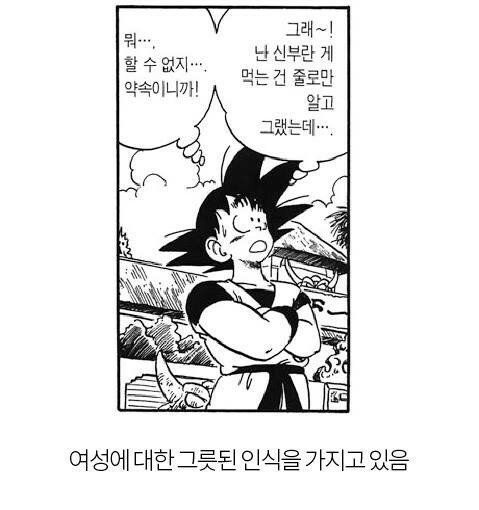 그래~!
난 신부란 게
먹는 건 줄로만
알고
그랬는데….
뭐…,
할 수 없지….
약속이니까!
여성에 대한 그릇된 인식을 가지고 있음